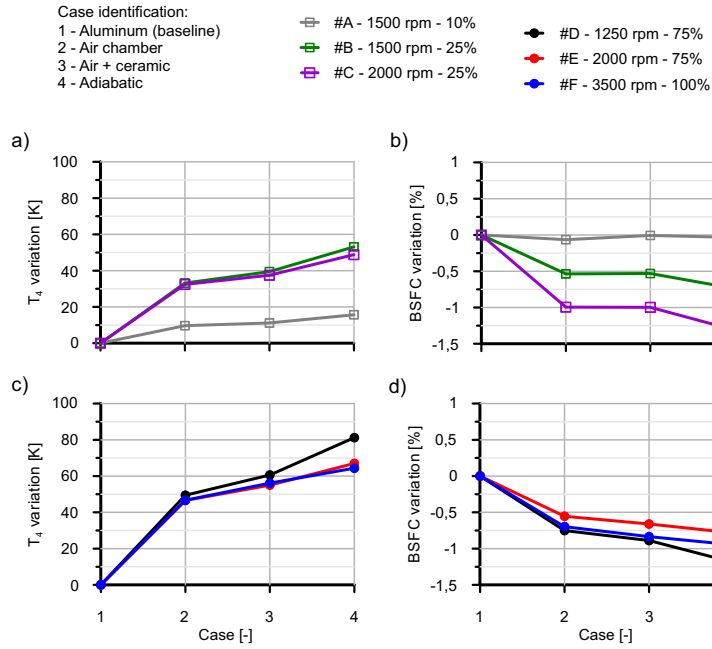 Case identification:
1 - Aluminum (baseline)
2 - Air chamber
3 - Air + ceramic
4 - Adiabatic
#A - 1500 rpm - 10%
#B - 1500 rpm - 25%
#C - 2000 rpm - 25%
#D - 1250 rpm - 75%
#E - 2000 rpm - 75%
#F - 3500 rpm - 100%
a)
100
80
60
40
20
0
T4 variation [K]
b)
1
0,5
0
-0,5
-1
-1,5
BSFC variation [%]
c)
100
80
60
40
20
0
T4 variation [K]
1 2 3 4
Case [-]
d)
1
0,5
0
-0,5
-1
-1,5
BSFC variation [%]
1 2 3
Case [-]